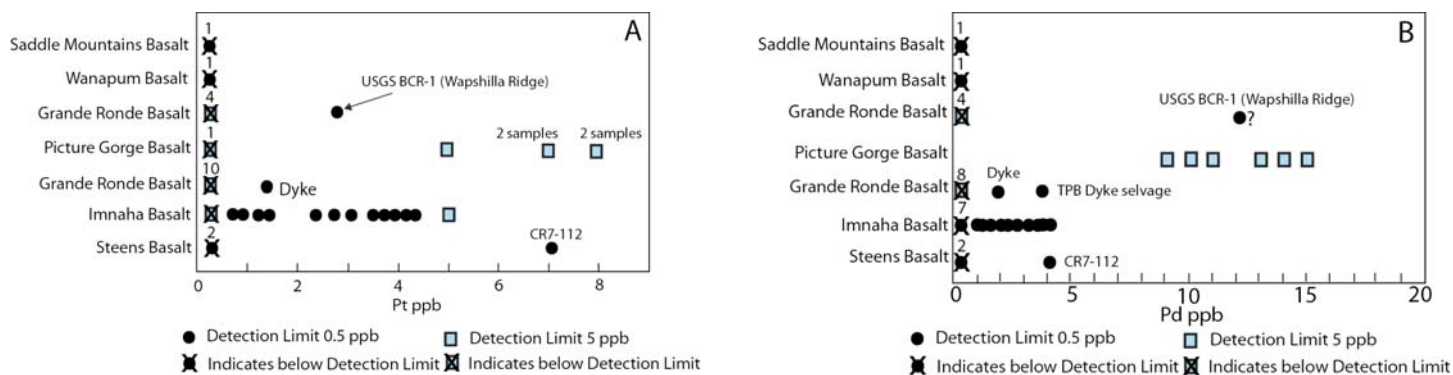 A
1
Saddle Mountains Basalt
1
Wanapum Basalt
USGS BCR-1 (Wapshilla Ridge)
4
Grande Ronde Basalt
1
2 samples 2 samples
Picture Gorge Basalt
10
Grande Ronde Basalt
Dyke
Imnaha Basalt
2
CR7-112
Steens Basalt
0 2 4 6 8
Pt ppb
Detection Limit 0.5 ppb Detection Limit 5 ppb
Indicates below Detection Limit Indicates below Detection Limit
B
1
Saddle Mountains Basalt
1
Wanapum Basalt
USGS BCR-1 (Wapshilla Ridge)
4
Grande Ronde Basalt
?
Picture Gorge Basalt
8
Dyke
Grande Ronde Basalt
TPB Dyke selvage
7
Imnaha Basalt
2
Steens Basalt
CR7-112
0 5 10 15 20
Pd ppb
Detection Limit 0.5 ppb Detection Limit 5 ppb
Indicates below Detection Limit Indicates below Detection Limit